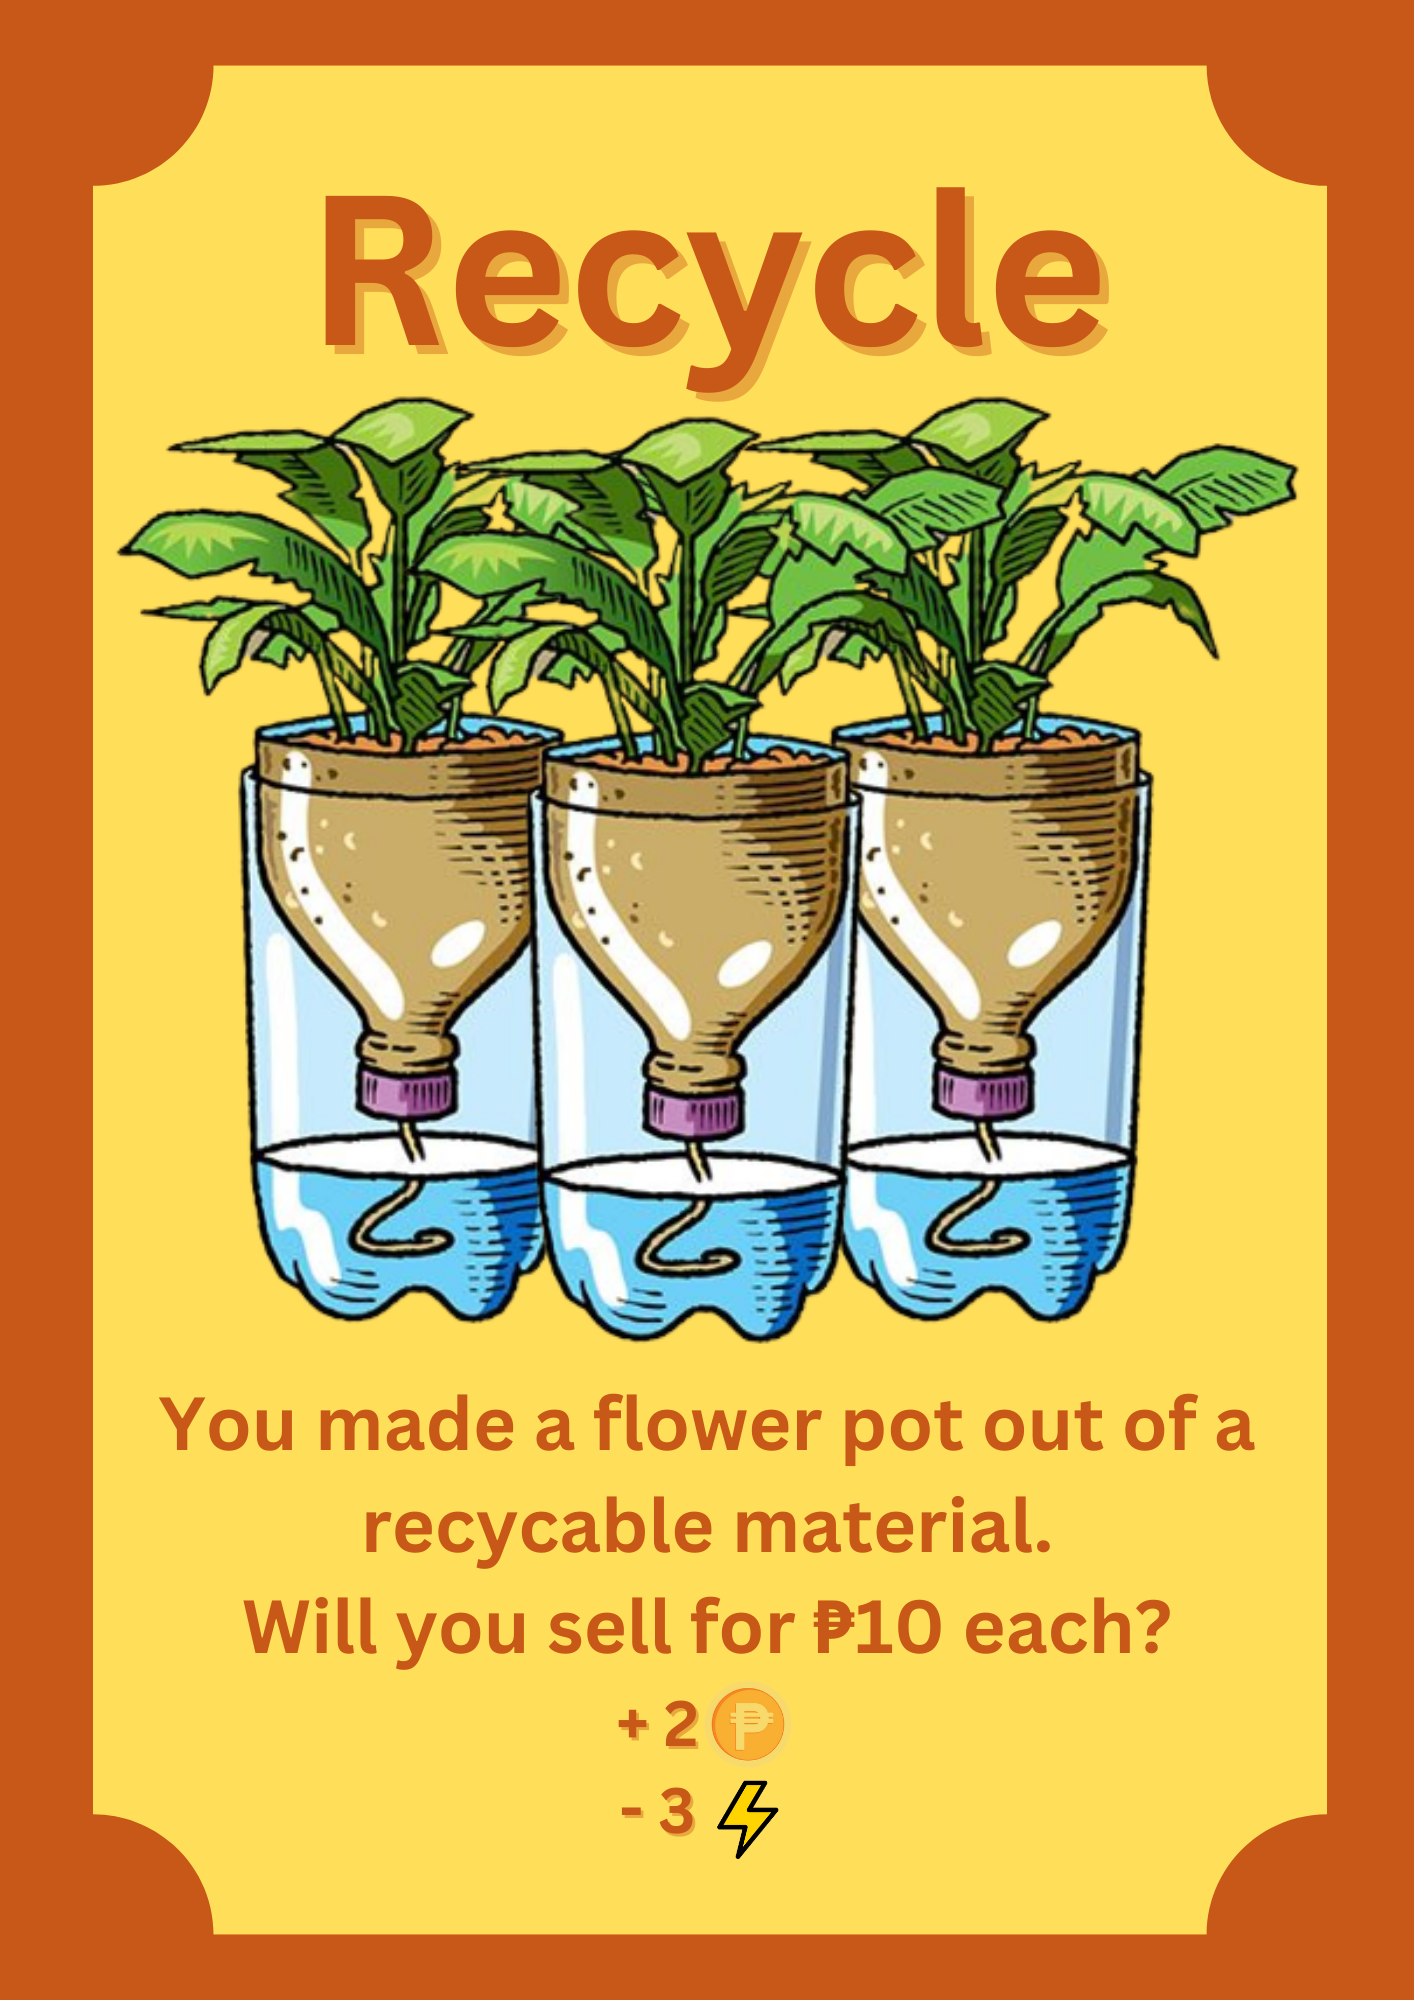 Recycle
You made a flower pot out of a
recycable material.
Will you sell for ₱10 each?
+ 2 ₱
- 3